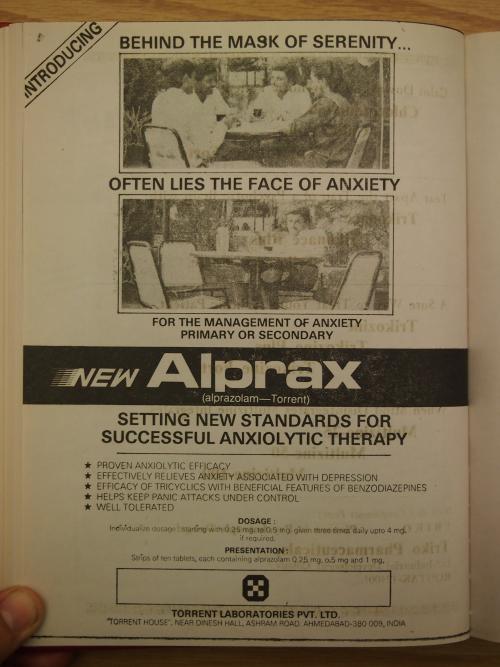 INTRODUCING
BEHIND THE MASK OF SERENITY...
OFTEN LIES THE FACE OF ANXIETY
FOR THE MANAGEMENT OF ANXIETY
PRIMARY OR SECONDARY
NEW Alprax
(alprazolam—Torrent)
SETTING NEW STANDARDS FOR
SUCCESSFUL ANXIOLYTIC THERAPY
★ PROVEN ANXIOLYTIC EFFICACY
★ EFFECTIVELY RELIEVES ANXIETY ASSOCIATED WITH DEPRESSION
★ EFFICACY OF TRICYCLICS WITH BENEFICIAL FEATURES OF BENZODIAZEPINES
★ HELPS KEEP PANIC ATTACKS UNDER CONTROL
★ WELL TOLERATED
DOSAGE :
Individualize dosage : starting with 0.25 mg. to 0.5 mg. given three times daily upto 4 mg.
if required.
PRESENTATION :
Strips of ten tablets, each containing alprazolam 0.25 mg, o.5 mg and 1 mg,
TORRENT LABORATORIES PVT. LTD.
"TORRENT HOUSE", NEAR DINESH HALL, ASHRAM ROAD, AHMEDABAD-380 009, INDIA